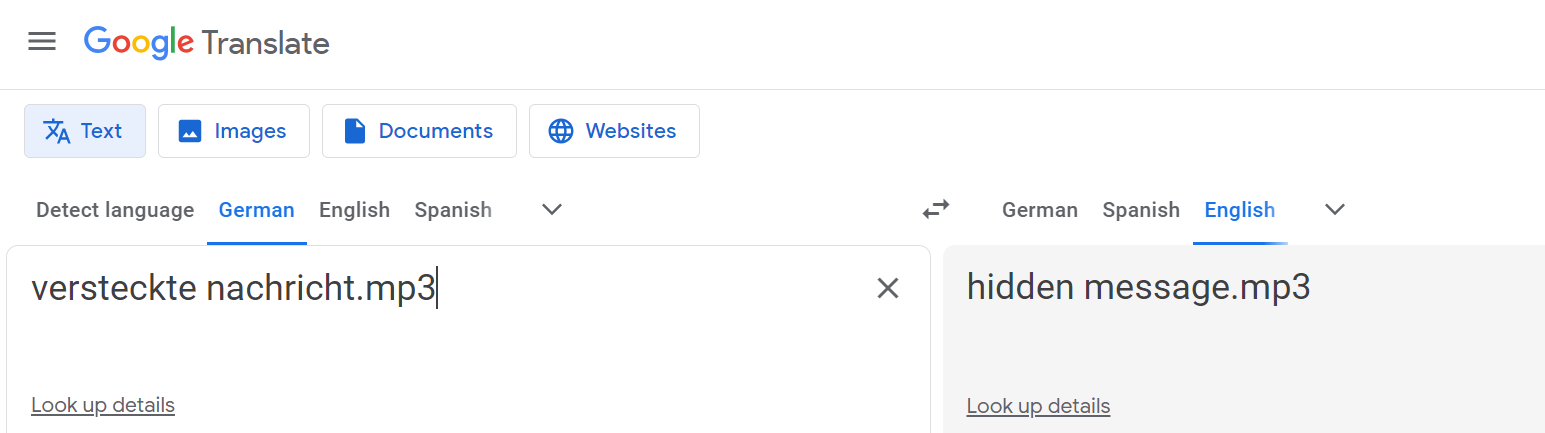 Google Translate
Text Images Documents Websites
Detect language German English Spanish German Spanish English
versteckte nachricht.mp3 hidden message.mp3
Look up details Look up details